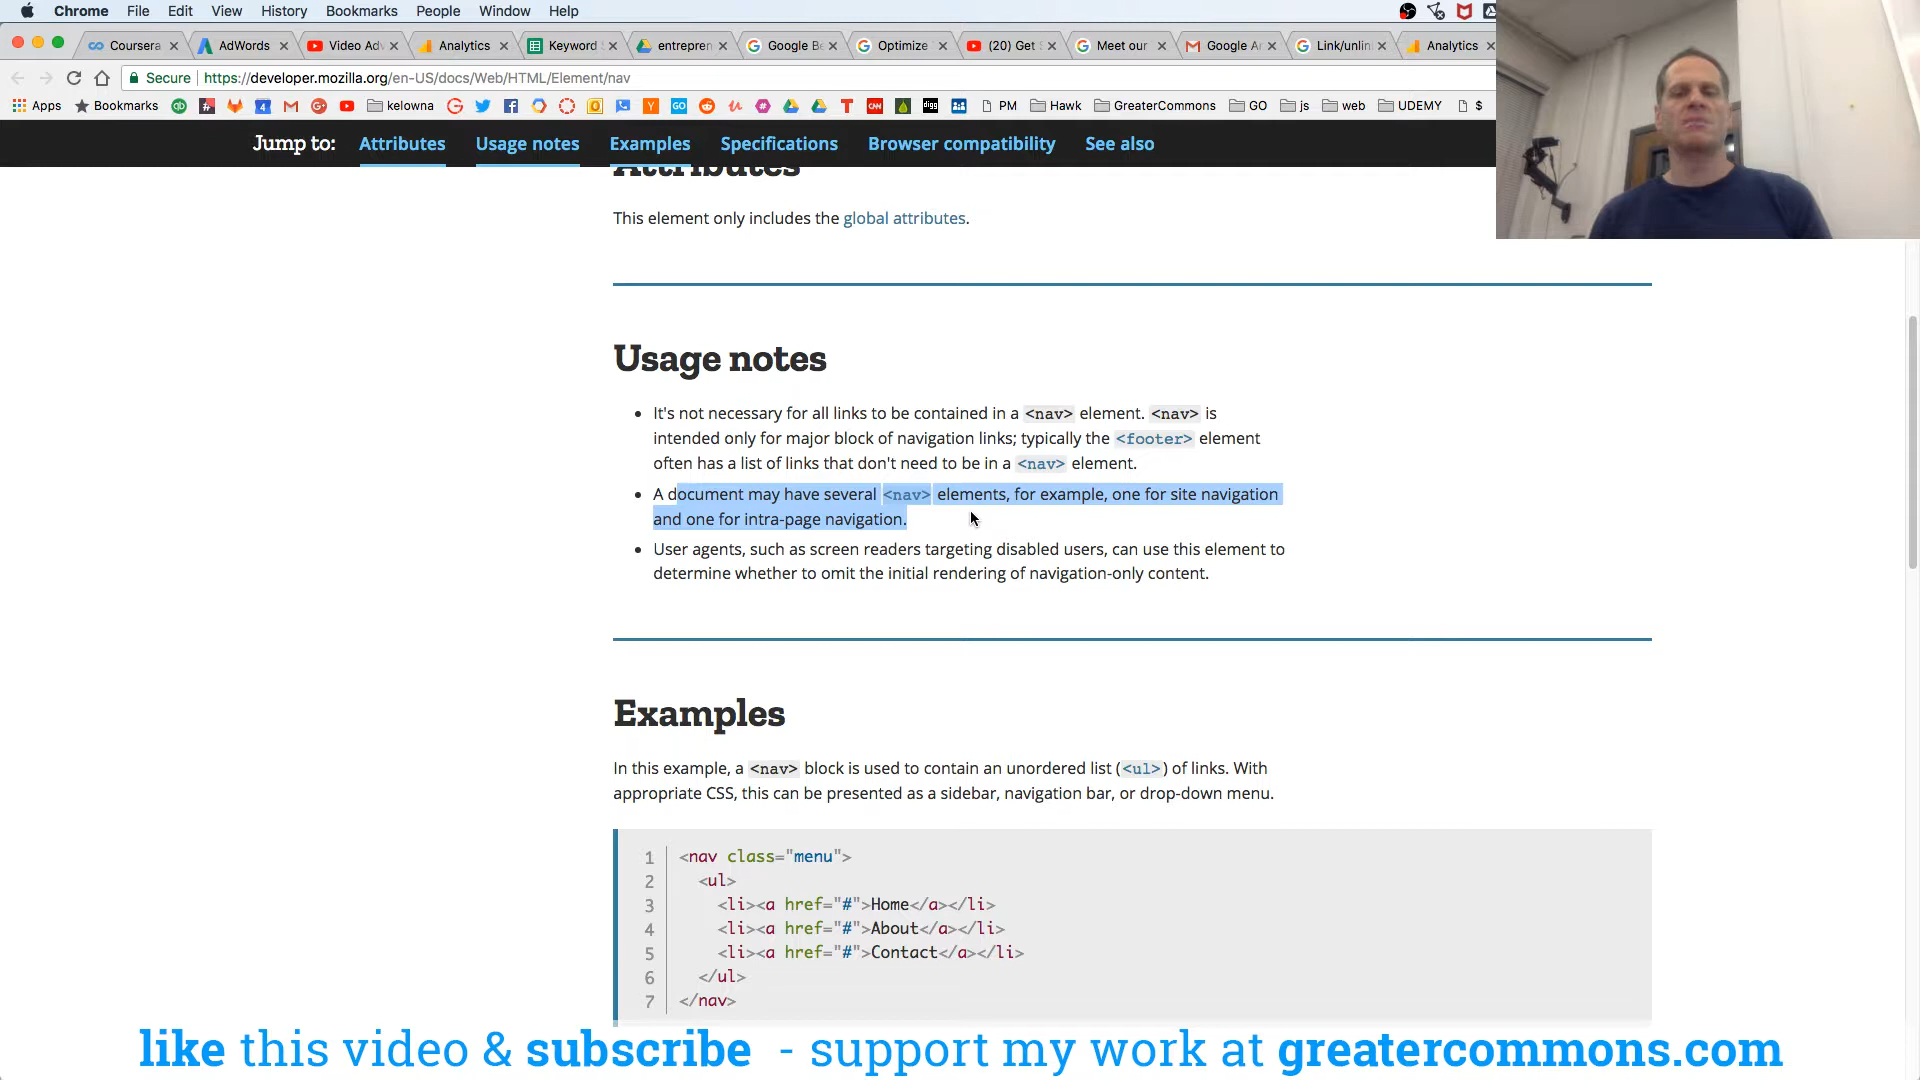 Chrome File Edit View History Bookmarks People Window Help
Coursera AdWords Video Adv Analytics Keyword entrepren Google Be Optimize (20) Get Meet our Google An Link/unlin Analytics
Secure https://developer.mozilla.org/en-US/docs/Web/HTML/Element/nav
Apps Bookmarks kelowna PM Hawk GreaterCommons GO js web UDEMY $
Jump to: Attributes Usage notes Examples Specifications Browser compatibility See also
Attributes
This element only includes the global attributes.
Usage notes
It's not necessary for all links to be contained in a <nav> element. <nav> is
intended only for major block of navigation links; typically the <footer> element
often has a list of links that don't need to be in a <nav> element.
A document may have several <nav> elements, for example, one for site navigation
and one for intra-page navigation.
User agents, such as screen readers targeting disabled users, can use this element to
determine whether to omit the initial rendering of navigation-only content.
Examples
In this example, a <nav> block is used to contain an unordered list (<ul>) of links. With
appropriate CSS, this can be presented as a sidebar, navigation bar, or drop-down menu.
1 <nav class="menu">
2 <ul>
3 <li><a href="#">Home</a></li>
4 <li><a href="#">About</a></li>
5 <li><a href="#">Contact</a></li>
6 </ul>
7 </nav>
like this video & subscribe - support my work at greatercommons.com